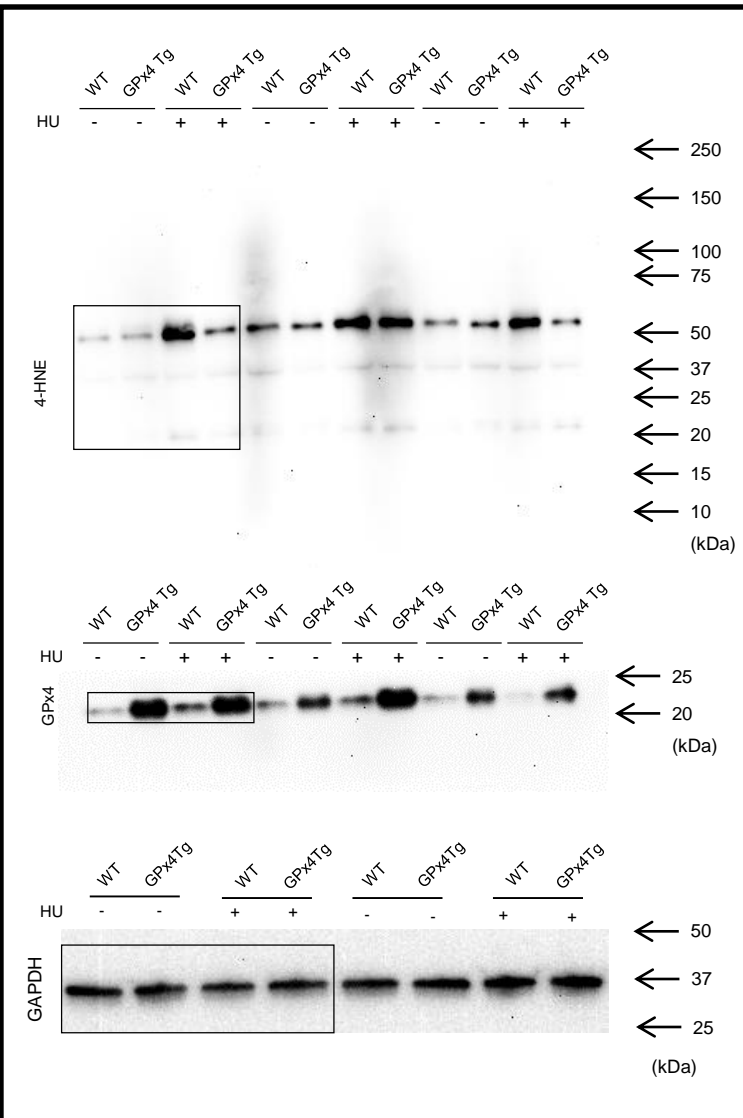 WT GPx4 Tg WT GPx4 Tg WT GPx4 Tg WT GPx4 Tg WT GPx4 Tg WT GPx4 Tg
HU - - + + - - + + - - + +
250
150
100
75
50
37
25
20
15
10
(kDa)
4-HNE
WT GPx4 Tg WT GPx4 Tg WT GPx4 Tg WT GPx4 Tg WT GPx4 Tg WT GPx4 Tg
HU - - + + - - + + - - + +
25
20
(kDa)
GPx4
WT GPx4Tg WT GPx4Tg WT GPx4Tg WT GPx4Tg
HU - - + + - - + +
50
37
25
(kDa)
GAPDH